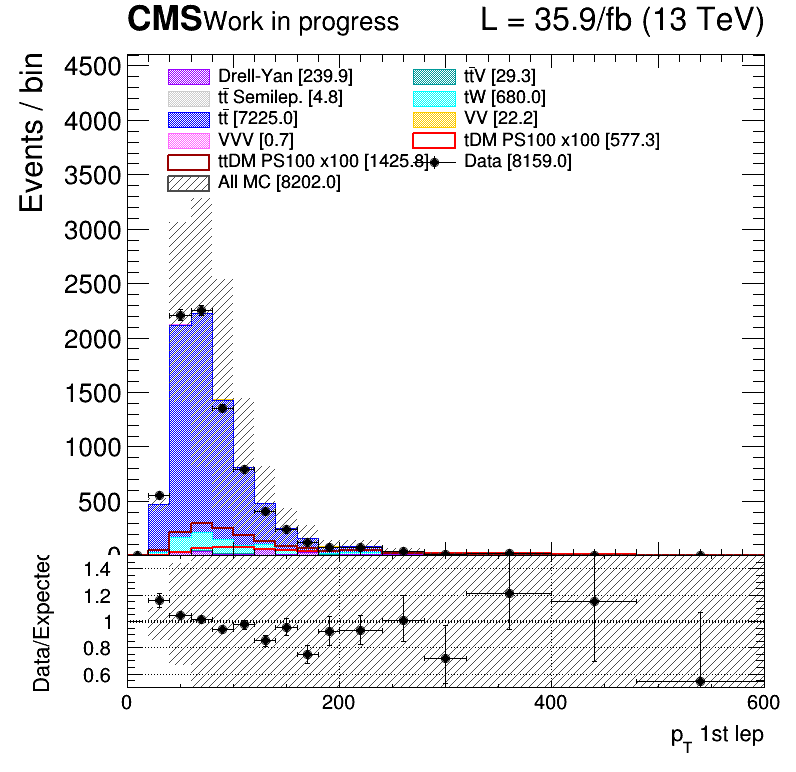 CMS Work in progress L = 35.9/fb (13 TeV)
Events / bin
4500
4000
3500
3000
2500
2000
1500
1000
500
0
Drell-Yan [239.9] tt̄V [29.3]
tt̄ Semilep. [4.8] tW [680.0]
tt̄ [7225.0] VV [22.2]
VVV [0.7] tDM PS100 x100 [577.3]
ttDM PS100 x100 [1425.8] Data [8159.0]
All MC [8202.0]
Data/Expected
1.4
1.2
1
0.8
0.6
0 200 400 600
p_T 1st lep